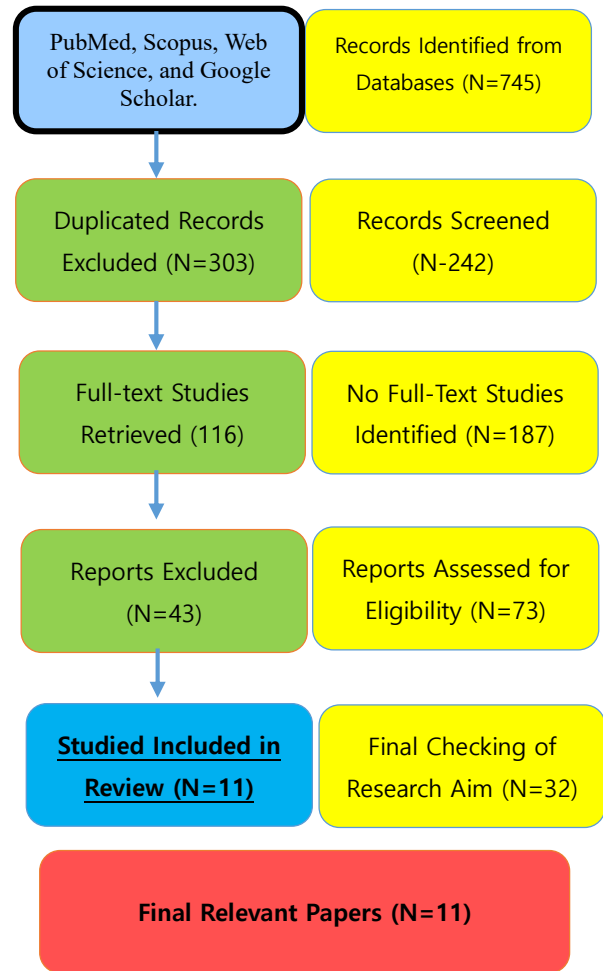 PubMed, Scopus, Web
of Science, and Google
Scholar.
Records Identified from
Databases (N=745)
Duplicated Records
Excluded (N=303)
Records Screened
(N-242)
Full-text Studies
Retrieved (116)
No Full-Text Studies
Identified (N=187)
Reports Excluded
(N=43)
Reports Assessed for
Eligibility (N=73)
Studied Included in
Review (N=11)
Final Checking of
Research Aim (N=32)
Final Relevant Papers (N=11)